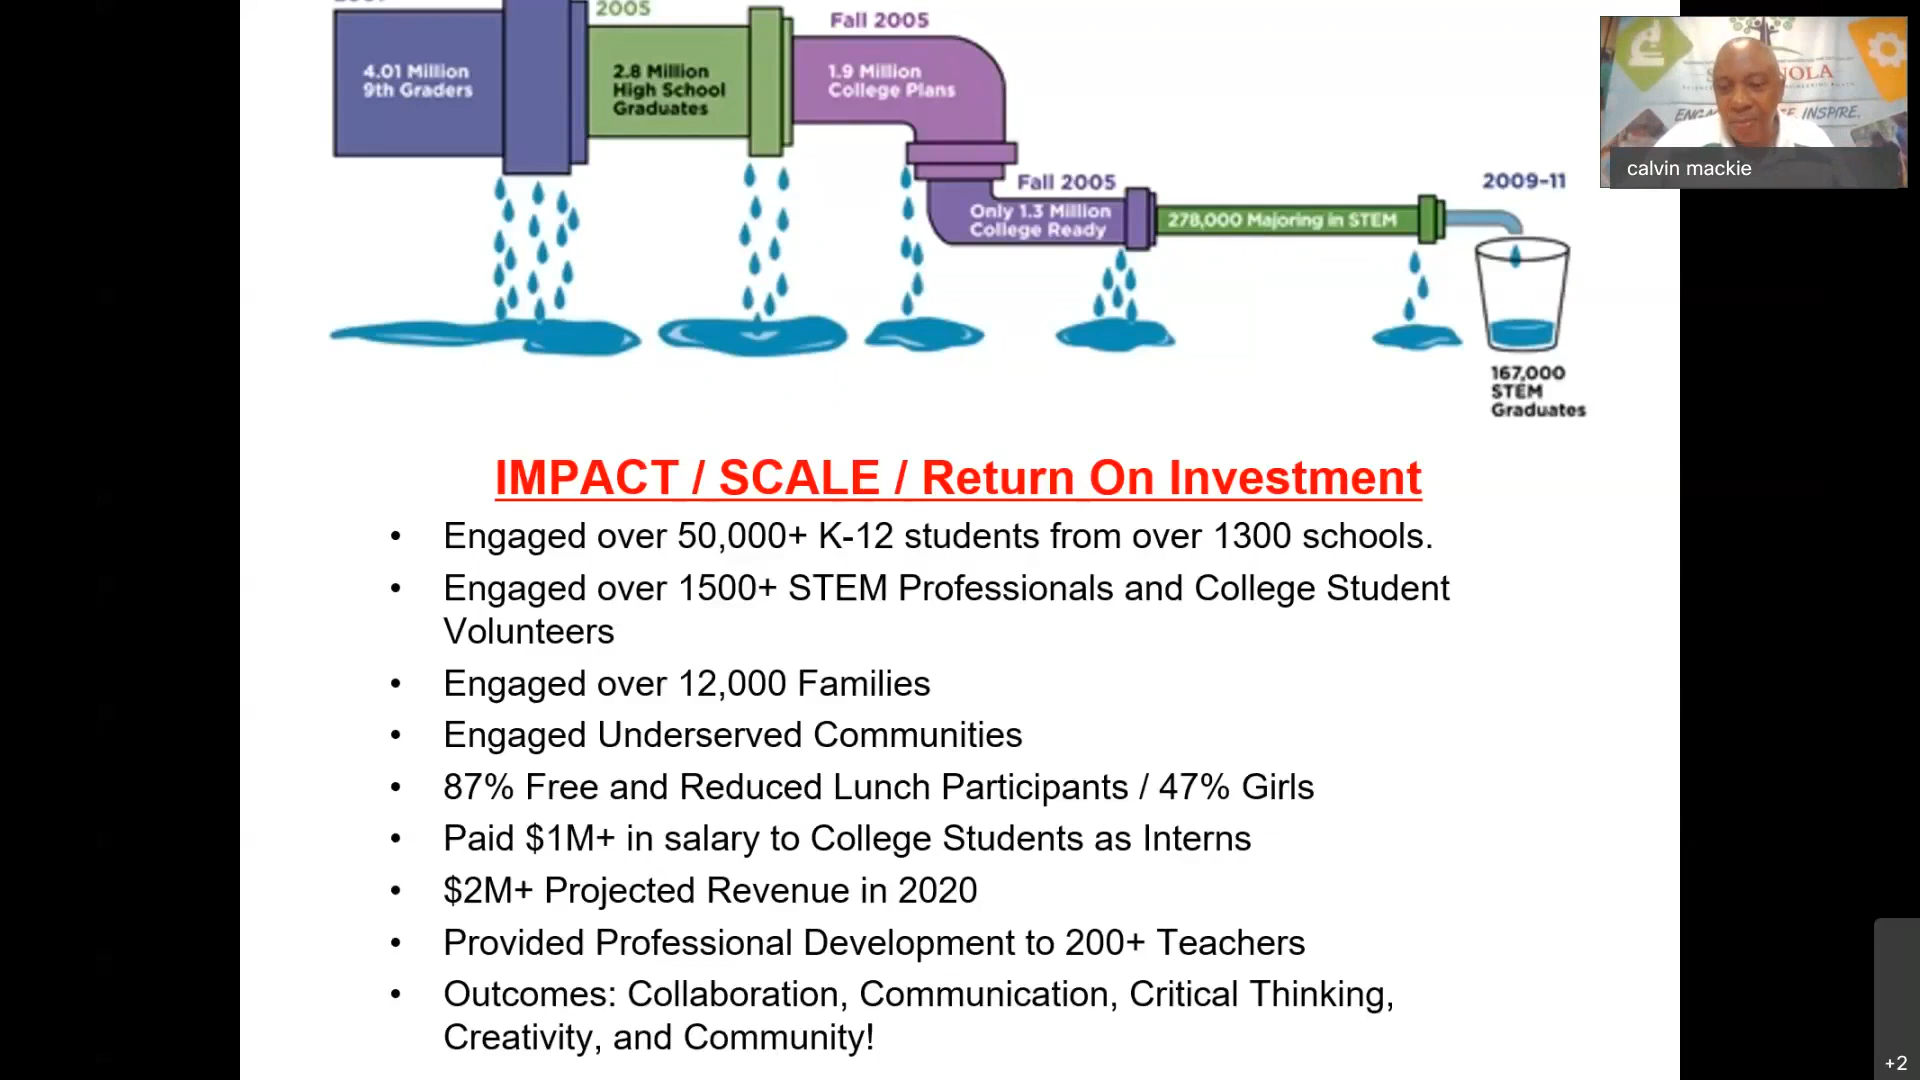 2005
Fall 2005
4.01 Million
9th Graders
2.8 Million
High School
Graduates
1.9 Million
College Plans
Fall 2005
Only 1.3 Million
College Ready
278,000 Majoring in STEM
2009-11
167,000
STEM
Graduates
NOLA
INSPIRE.
calvin mackie
IMPACT / SCALE / Return On Investment
• Engaged over 50,000+ K-12 students from over 1300 schools.
• Engaged over 1500+ STEM Professionals and College Student
Volunteers
• Engaged over 12,000 Families
• Engaged Underserved Communities
• 87% Free and Reduced Lunch Participants / 47% Girls
• Paid $1M+ in salary to College Students as Interns
• $2M+ Projected Revenue in 2020
• Provided Professional Development to 200+ Teachers
• Outcomes: Collaboration, Communication, Critical Thinking,
Creativity, and Community!
+2